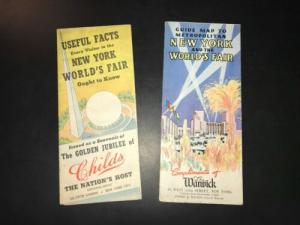 USEFUL FACTS
Every Visitor to the
NEW YORK
WORLD'S FAIR
Ought to Know
Issued as a Souvenir of
The GOLDEN JUBILEE of
Childs
THE NATION'S HOST
GUIDE MAP TO
METROPOLITAN
NEW YORK
AND THE
WORLD'S FAIR
Compliments of
The
Warwick